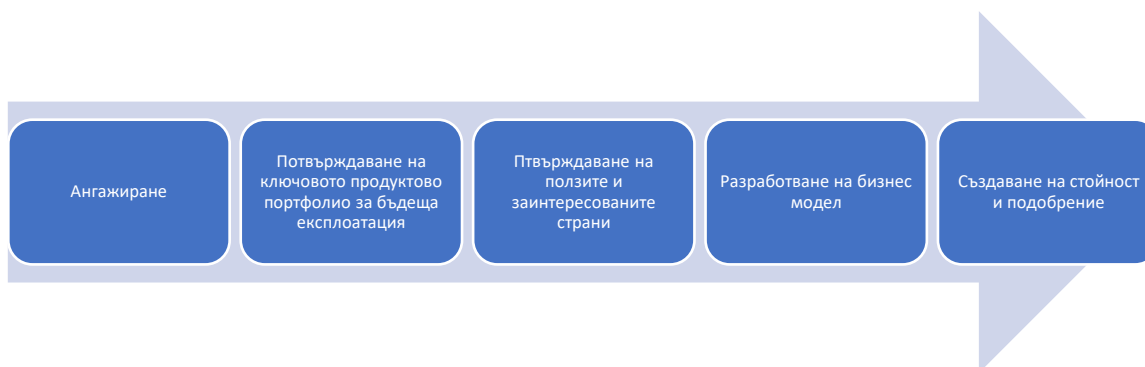 Ангажиране
Потвърждаване на
ключовото продуктово
портфолио за бъдеща
експлоатация
Птвърждаване на
ползите и
заинтересованите
страни
Разработване на бизнес
модел
Създаване на стойност
и подобрение